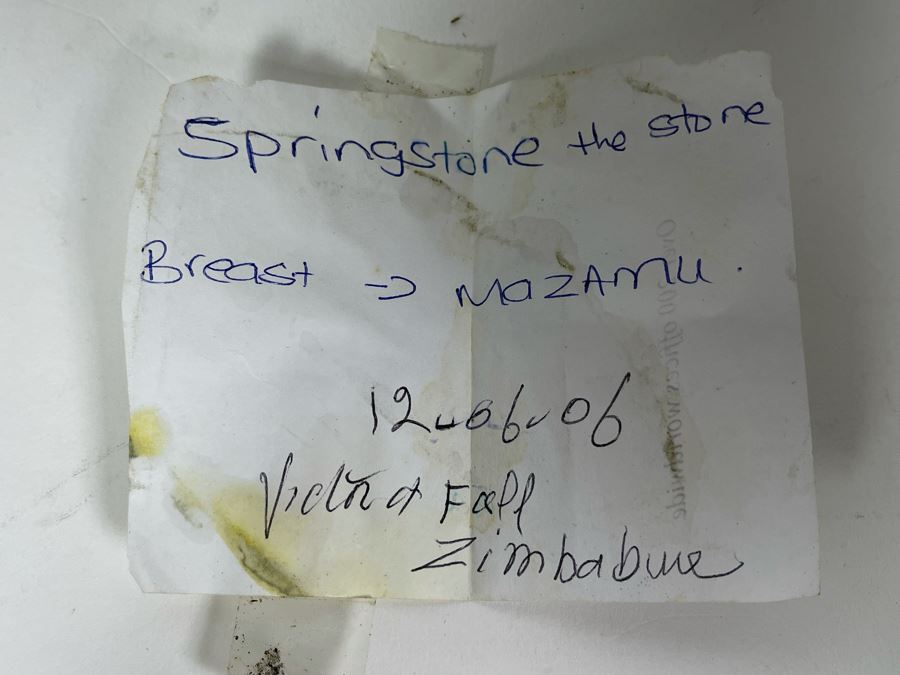 Springstone the stone
Breast → MAZAMU.
12-06-06
Victoria Fall
Zimbabwe